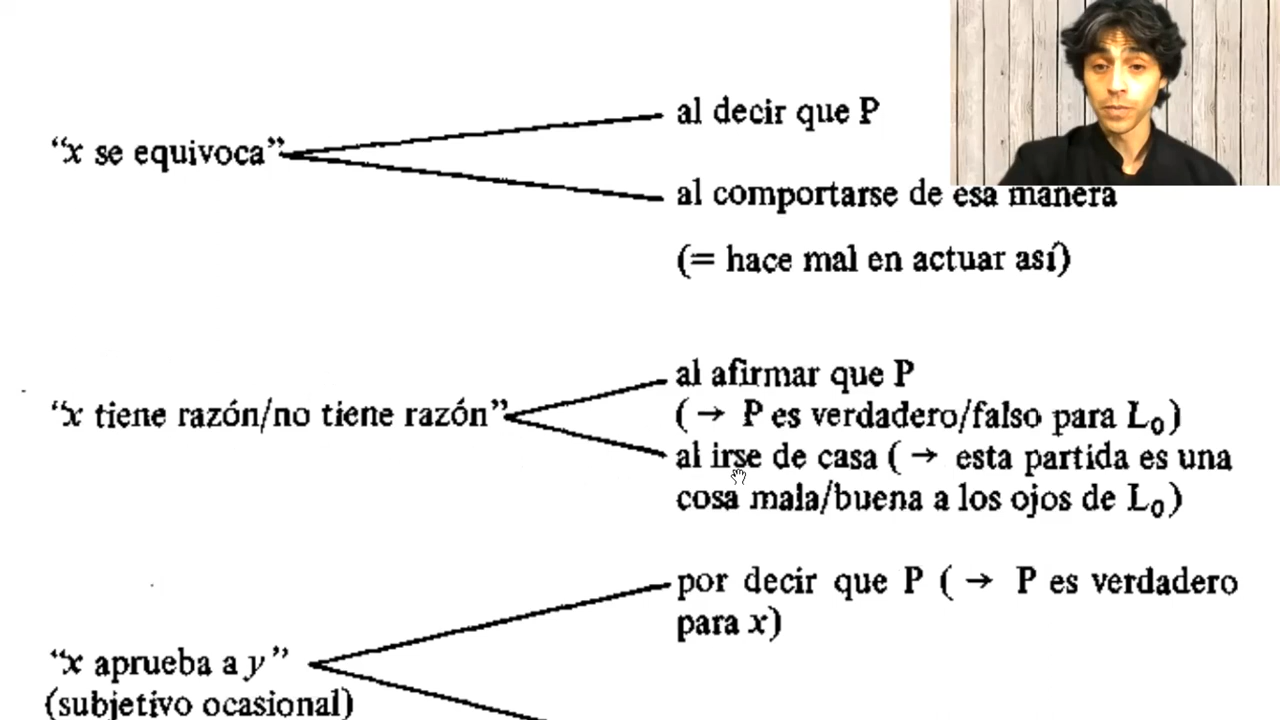 al decir que P
“x se equivoca”
al comportarse de esa manera
(= hace mal en actuar así)
al afirmar que P
“x tiene razón/no tiene razón”
( → P es verdadero/falso para L₀)
al irse de casa ( → esta partida es una
cosa mala/buena a los ojos de L₀)
por decir que P ( → P es verdadero
para x)
“x aprueba a y”
(subjetivo ocasional)